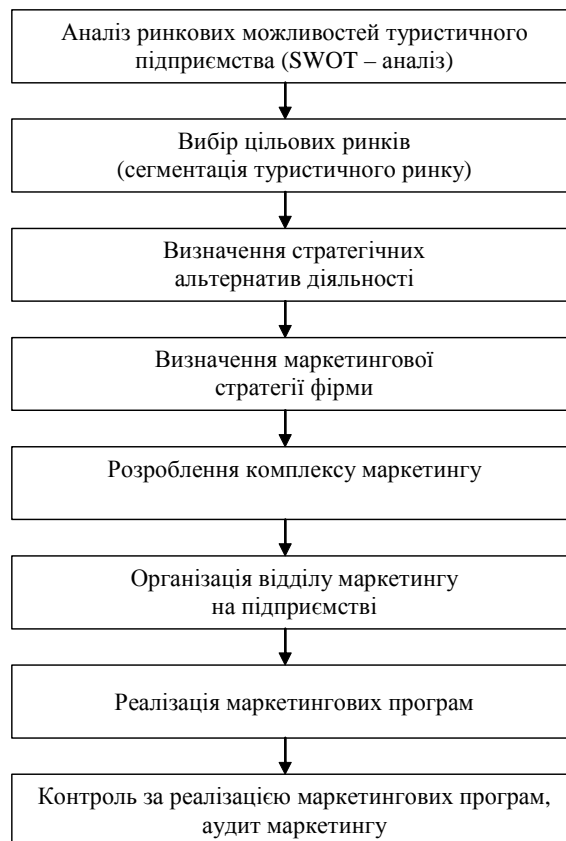 Аналіз ринкових можливостей туристичного
підприємства (SWOT – аналіз)
Вибір цільових ринків
(сегментація туристичного ринку)
Визначення стратегічних
альтернатив діяльності
Визначення маркетингової
стратегії фірми
Розроблення комплексу маркетингу
Організація відділу маркетингу
на підприємстві
Реалізація маркетингових програм
Контроль за реалізацією маркетингових програм,
аудит маркетингу